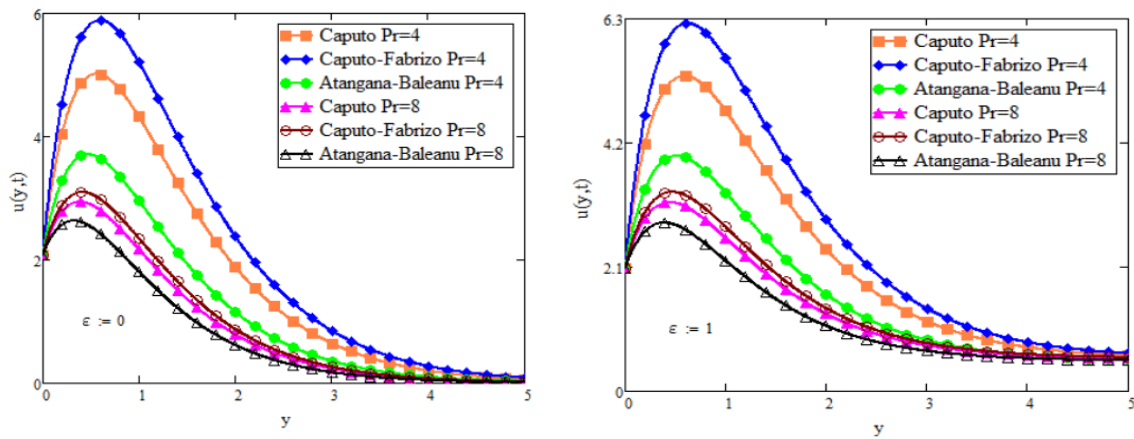 6
4
2
0
u(y,t)
Caputo Pr=4
Caputo-Fabrizo Pr=4
Atangana-Baleanu Pr=4
Caputo Pr=8
Caputo-Fabrizo Pr=8
Atangana-Baleanu Pr=8
ε := 0
0 1 2 3 4 5
y
6.3
4.2
2.1
0
u(y,t)
Caputo Pr=4
Caputo-Fabrizo Pr=4
Atangana-Baleanu Pr=4
Caputo Pr=8
Caputo-Fabrizo Pr=8
Atangana-Baleanu Pr=8
ε := 1
0 1 2 3 4 5
y